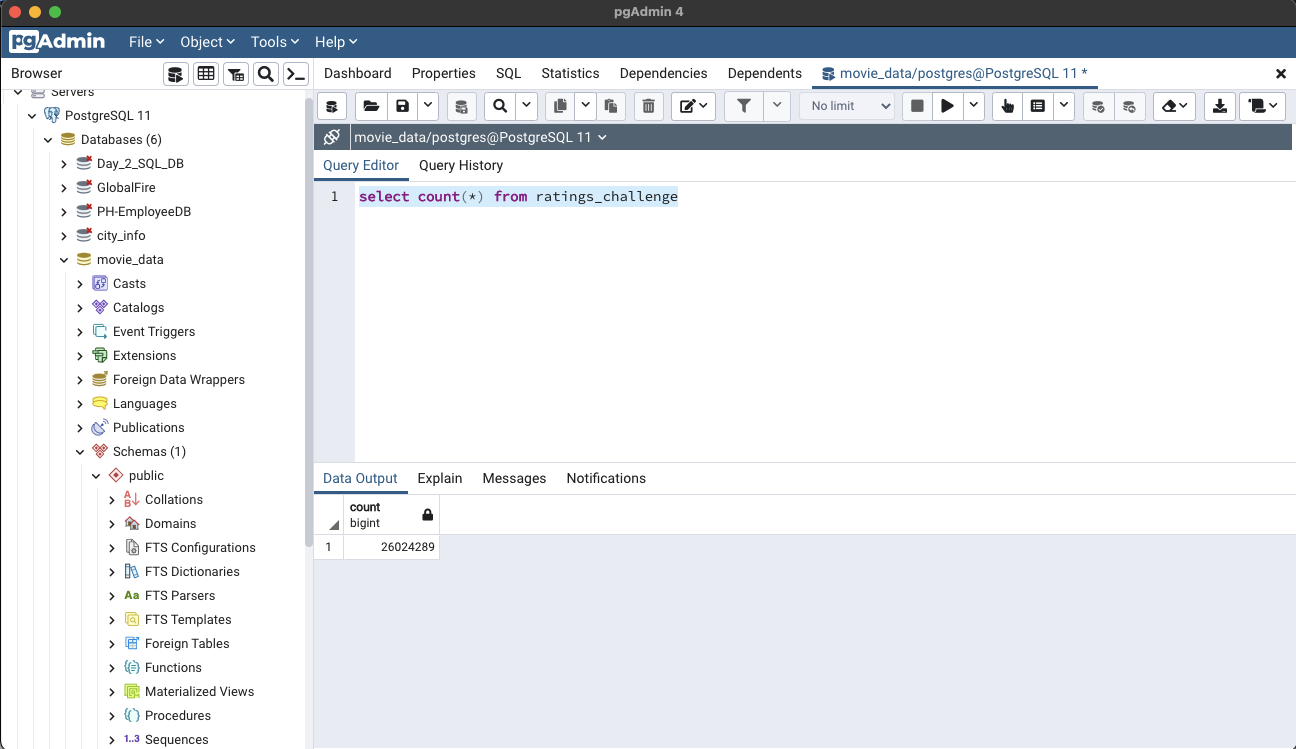 pgAdmin 4
pgAdmin File Object Tools Help
Browser
Dashboard Properties SQL Statistics Dependencies Dependents movie_data/postgres@PostgreSQL 11 *
Servers
PostgreSQL 11
Databases (6)
Day_2_SQL_DB
GlobalFire
PH-EmployeeDB
city_info
movie_data
Casts
Catalogs
Event Triggers
Extensions
Foreign Data Wrappers
Languages
Publications
Schemas (1)
public
Collations
Domains
FTS Configurations
FTS Dictionaries
Aa FTS Parsers
FTS Templates
Foreign Tables
Functions
Materialized Views
Procedures
1..3 Sequences
No limit
movie_data/postgres@PostgreSQL 11
Query Editor Query History
1 select count(*) from ratings_challenge
Data Output Explain Messages Notifications
count
bigint
1 26024289